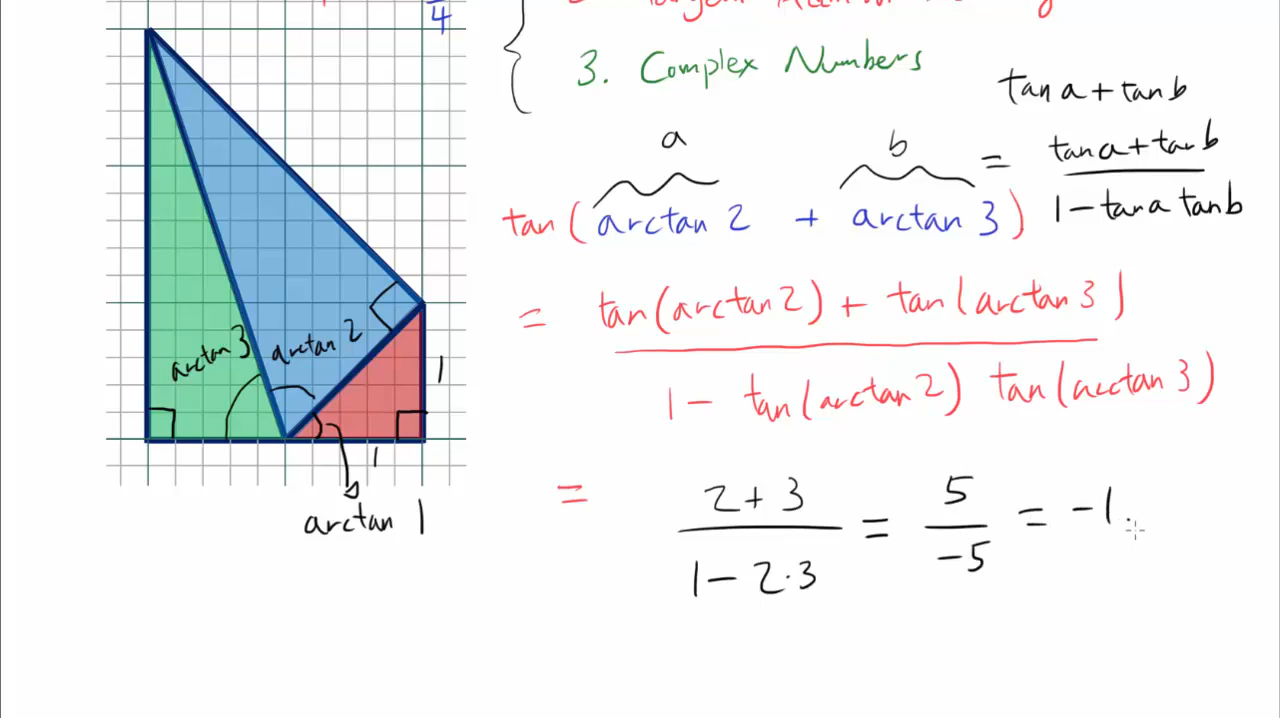 π/4
3. Complex Numbers
tan a + tan b
a
b
= (tan a + tan b) / (1 - tan a tan b)
tan( arctan 2 + arctan 3 )
= (tan(arctan 2) + tan(arctan 3)) / (1 - tan(arctan 2) tan(arctan 3))
= (2 + 3) / (1 - 2·3) = 5 / -5 = -1.
arctan 3
arctan 2
1
1
arctan 1